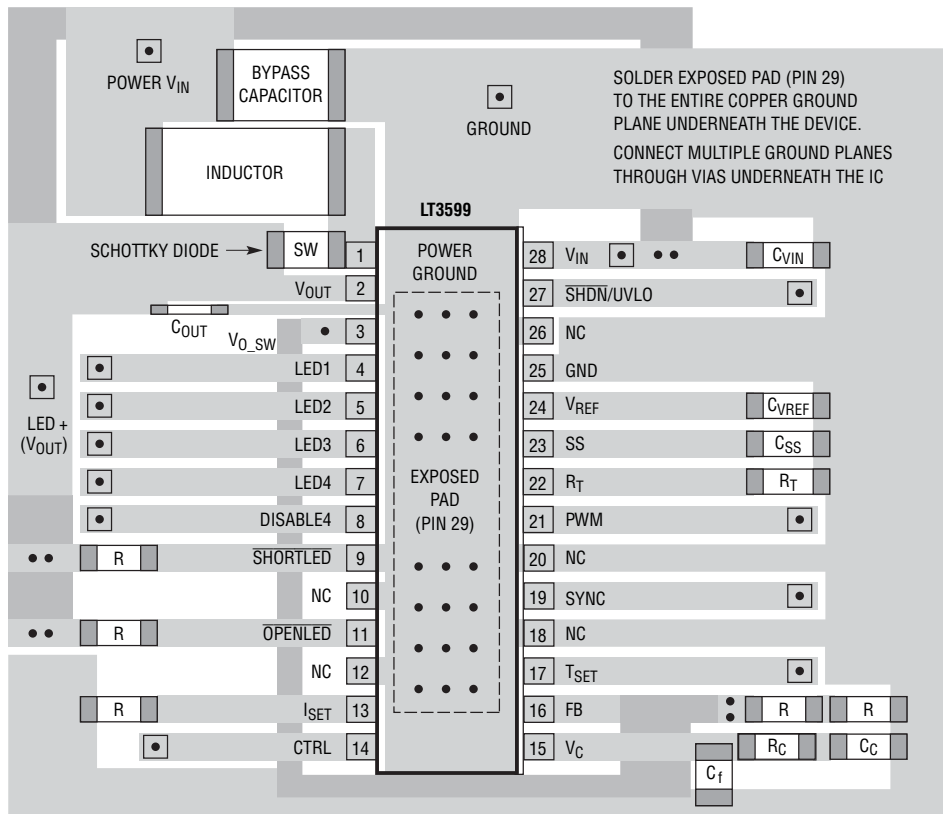 POWER VIN
BYPASS
CAPACITOR
GROUND
SOLDER EXPOSED PAD (PIN 29)
TO THE ENTIRE COPPER GROUND
PLANE UNDERNEATH THE DEVICE.
CONNECT MULTIPLE GROUND PLANES
THROUGH VIAS UNDERNEATH THE IC
INDUCTOR
LT3599
SCHOTTKY DIODE
SW
1
VOUT
2
COUT
VO_SW
3
LED1
4
LED +
(VOUT)
LED2
5
LED3
6
LED4
7
DISABLE4
8
R
SHORTLED
9
NC
10
R
OPENLED
11
NC
12
R
ISET
13
CTRL
14
POWER
GROUND
EXPOSED
PAD
(PIN 29)
28
VIN
CVIN
27
SHDN/UVLO
26
NC
25
GND
24
VREF
CVREF
23
SS
CSS
22
RT
RT
21
PWM
20
NC
19
SYNC
18
NC
17
TSET
16
FB
R
R
15
VC
RC
CC
Cf